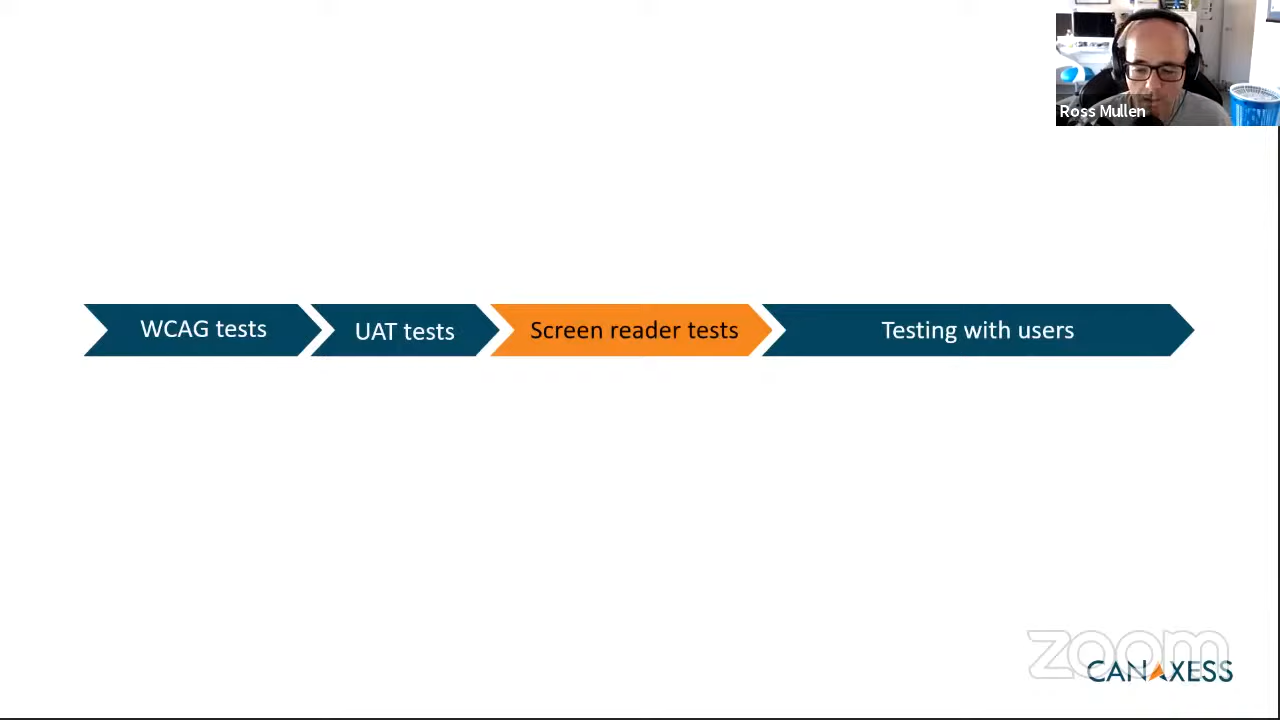 Ross Mullen
WCAG tests
UAT tests
Screen reader tests
Testing with users
zoom
CANAXESS